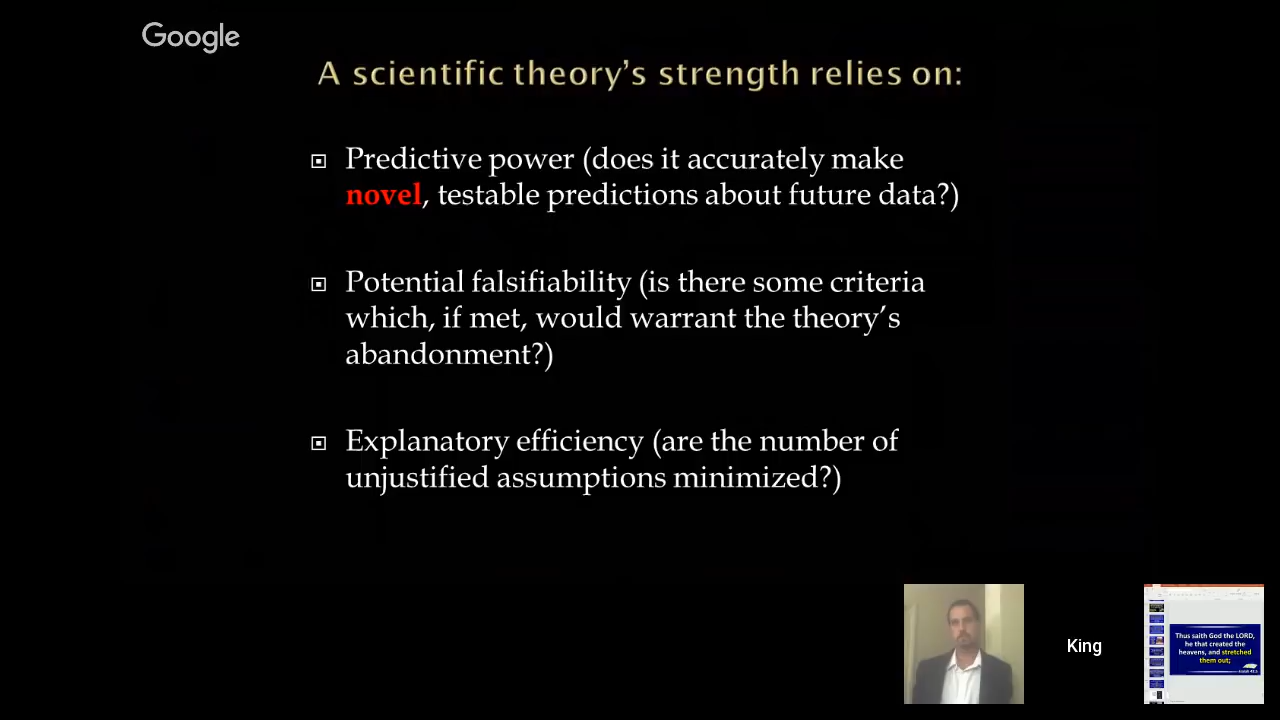 Google
A scientific theory's strength relies on:
Predictive power (does it accurately make
novel, testable predictions about future data?)
Potential falsifiability (is there some criteria
which, if met, would warrant the theory's
abandonment?)
Explanatory efficiency (are the number of
unjustified assumptions minimized?)
King
Thus saith God the LORD,
he that created the
heavens, and stretched
them out;